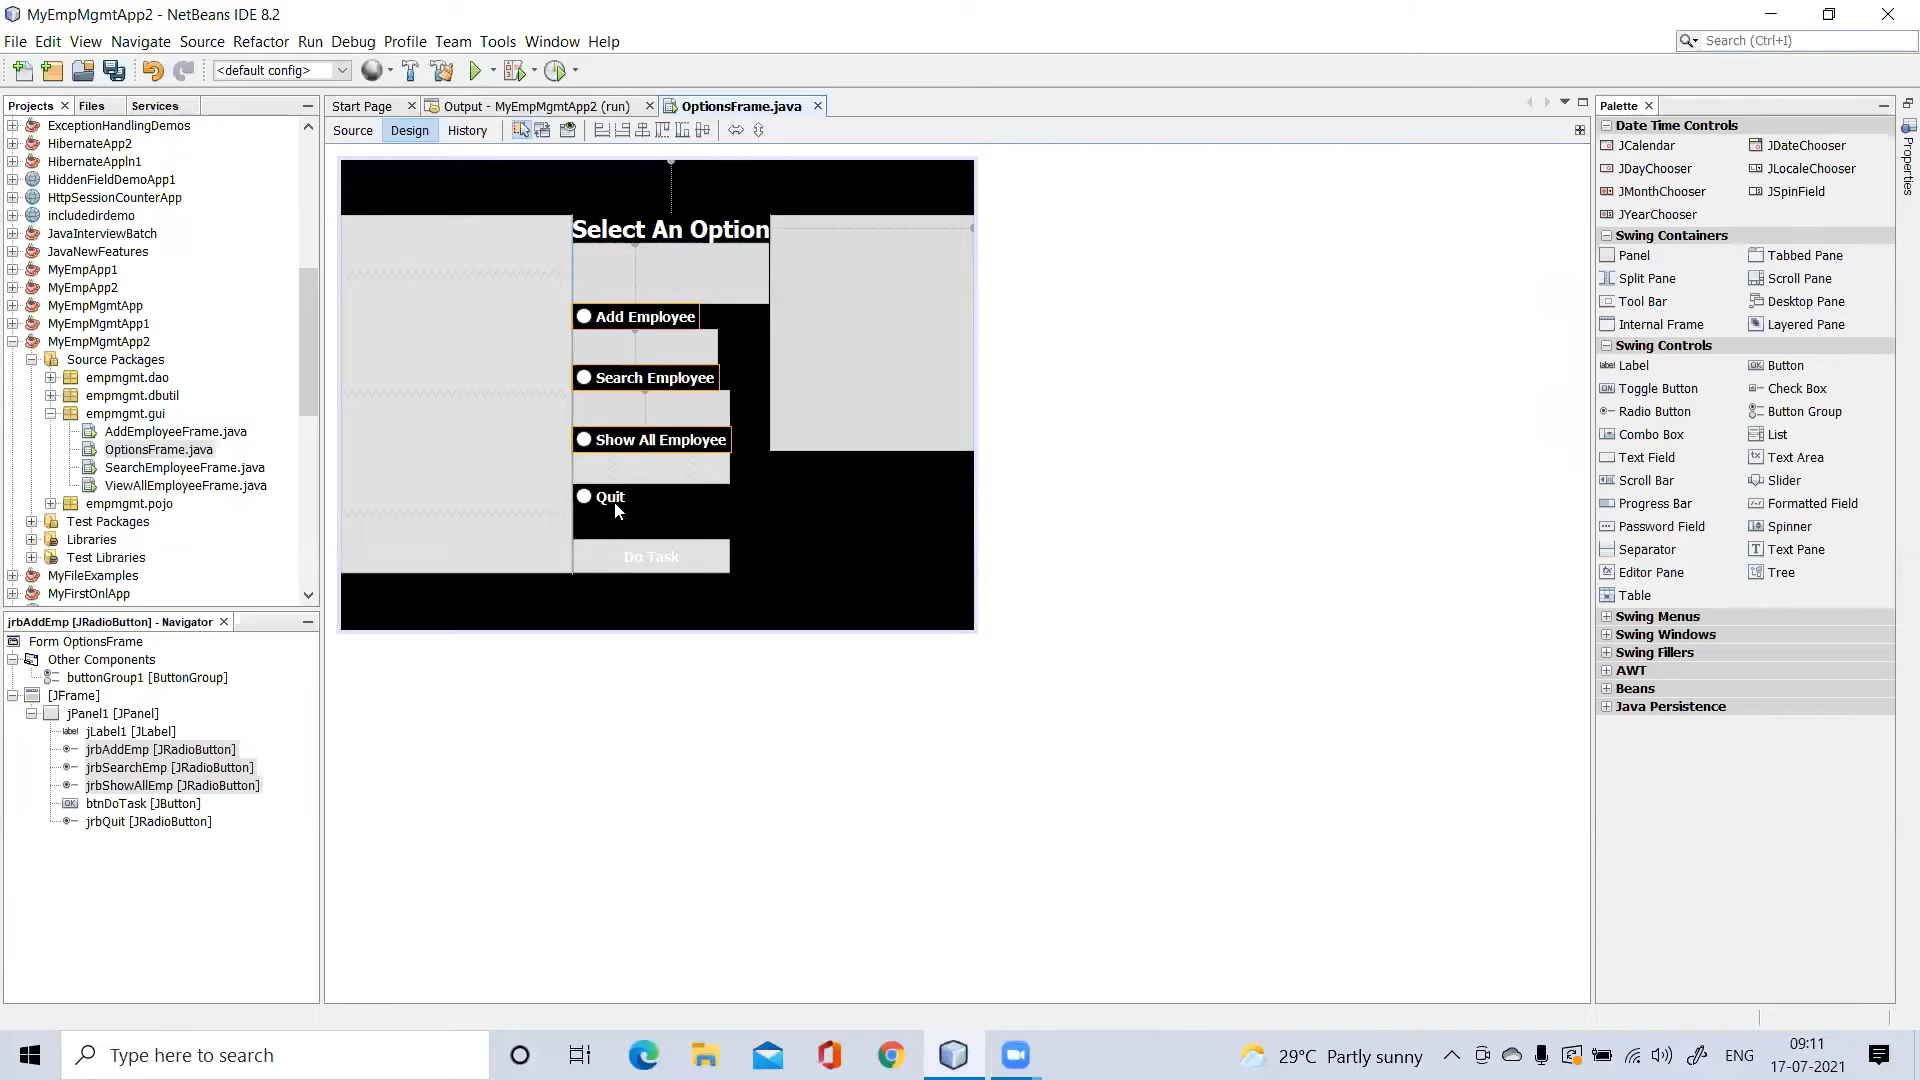 MyEmpMgmtApp2 - NetBeans IDE 8.2
File Edit View Navigate Source Refactor Run Debug Profile Team Tools Window Help
Search (Ctrl+I)
<default config>
Projects Files Services
Start Page Output - MyEmpMgmtApp2 (run) OptionsFrame.java
Palette
Source Design History
ExceptionHandlingDemos
HibernateApp2
HibernateAppln1
HiddenFieldDemoApp1
HttpSessionCounterApp
includedirdemo
JavaInterviewBatch
JavaNewFeatures
MyEmpApp1
MyEmpApp2
MyEmpMgmtApp
MyEmpMgmtApp1
MyEmpMgmtApp2
Source Packages
empmgmt.dao
empmgmt.dbutil
empmgmt.gui
AddEmployeeFrame.java
OptionsFrame.java
SearchEmployeeFrame.java
ViewAllEmployeeFrame.java
empmgmt.pojo
Test Packages
Libraries
Test Libraries
MyFileExamples
MyFirstOnlApp
jrbAddEmp [JRadioButton] - Navigator
Form OptionsFrame
Other Components
buttonGroup1 [ButtonGroup]
[JFrame]
jPanel1 [JPanel]
label jLabel1 [JLabel]
jrbAddEmp [JRadioButton]
jrbSearchEmp [JRadioButton]
jrbShowAllEmp [JRadioButton]
OK btnDoTask [JButton]
jrbQuit [JRadioButton]
Select An Option
Add Employee
Search Employee
Show All Employee
Quit
Do Task
Date Time Controls
JCalendar JDateChooser
JDayChooser JLocaleChooser
JMonthChooser JSpinField
JYearChooser
Swing Containers
Panel Tabbed Pane
Split Pane Scroll Pane
Tool Bar Desktop Pane
Internal Frame Layered Pane
Swing Controls
label Label OK Button
ON Toggle Button Check Box
Radio Button Button Group
Combo Box List
Text Field Text Area
Scroll Bar Slider
Progress Bar Formatted Field
Password Field Spinner
Separator Text Pane
Editor Pane Tree
Table
Swing Menus
Swing Windows
Swing Fillers
AWT
Beans
Java Persistence
Properties
Type here to search
29°C Partly sunny
ENG
09:11
17-07-2021